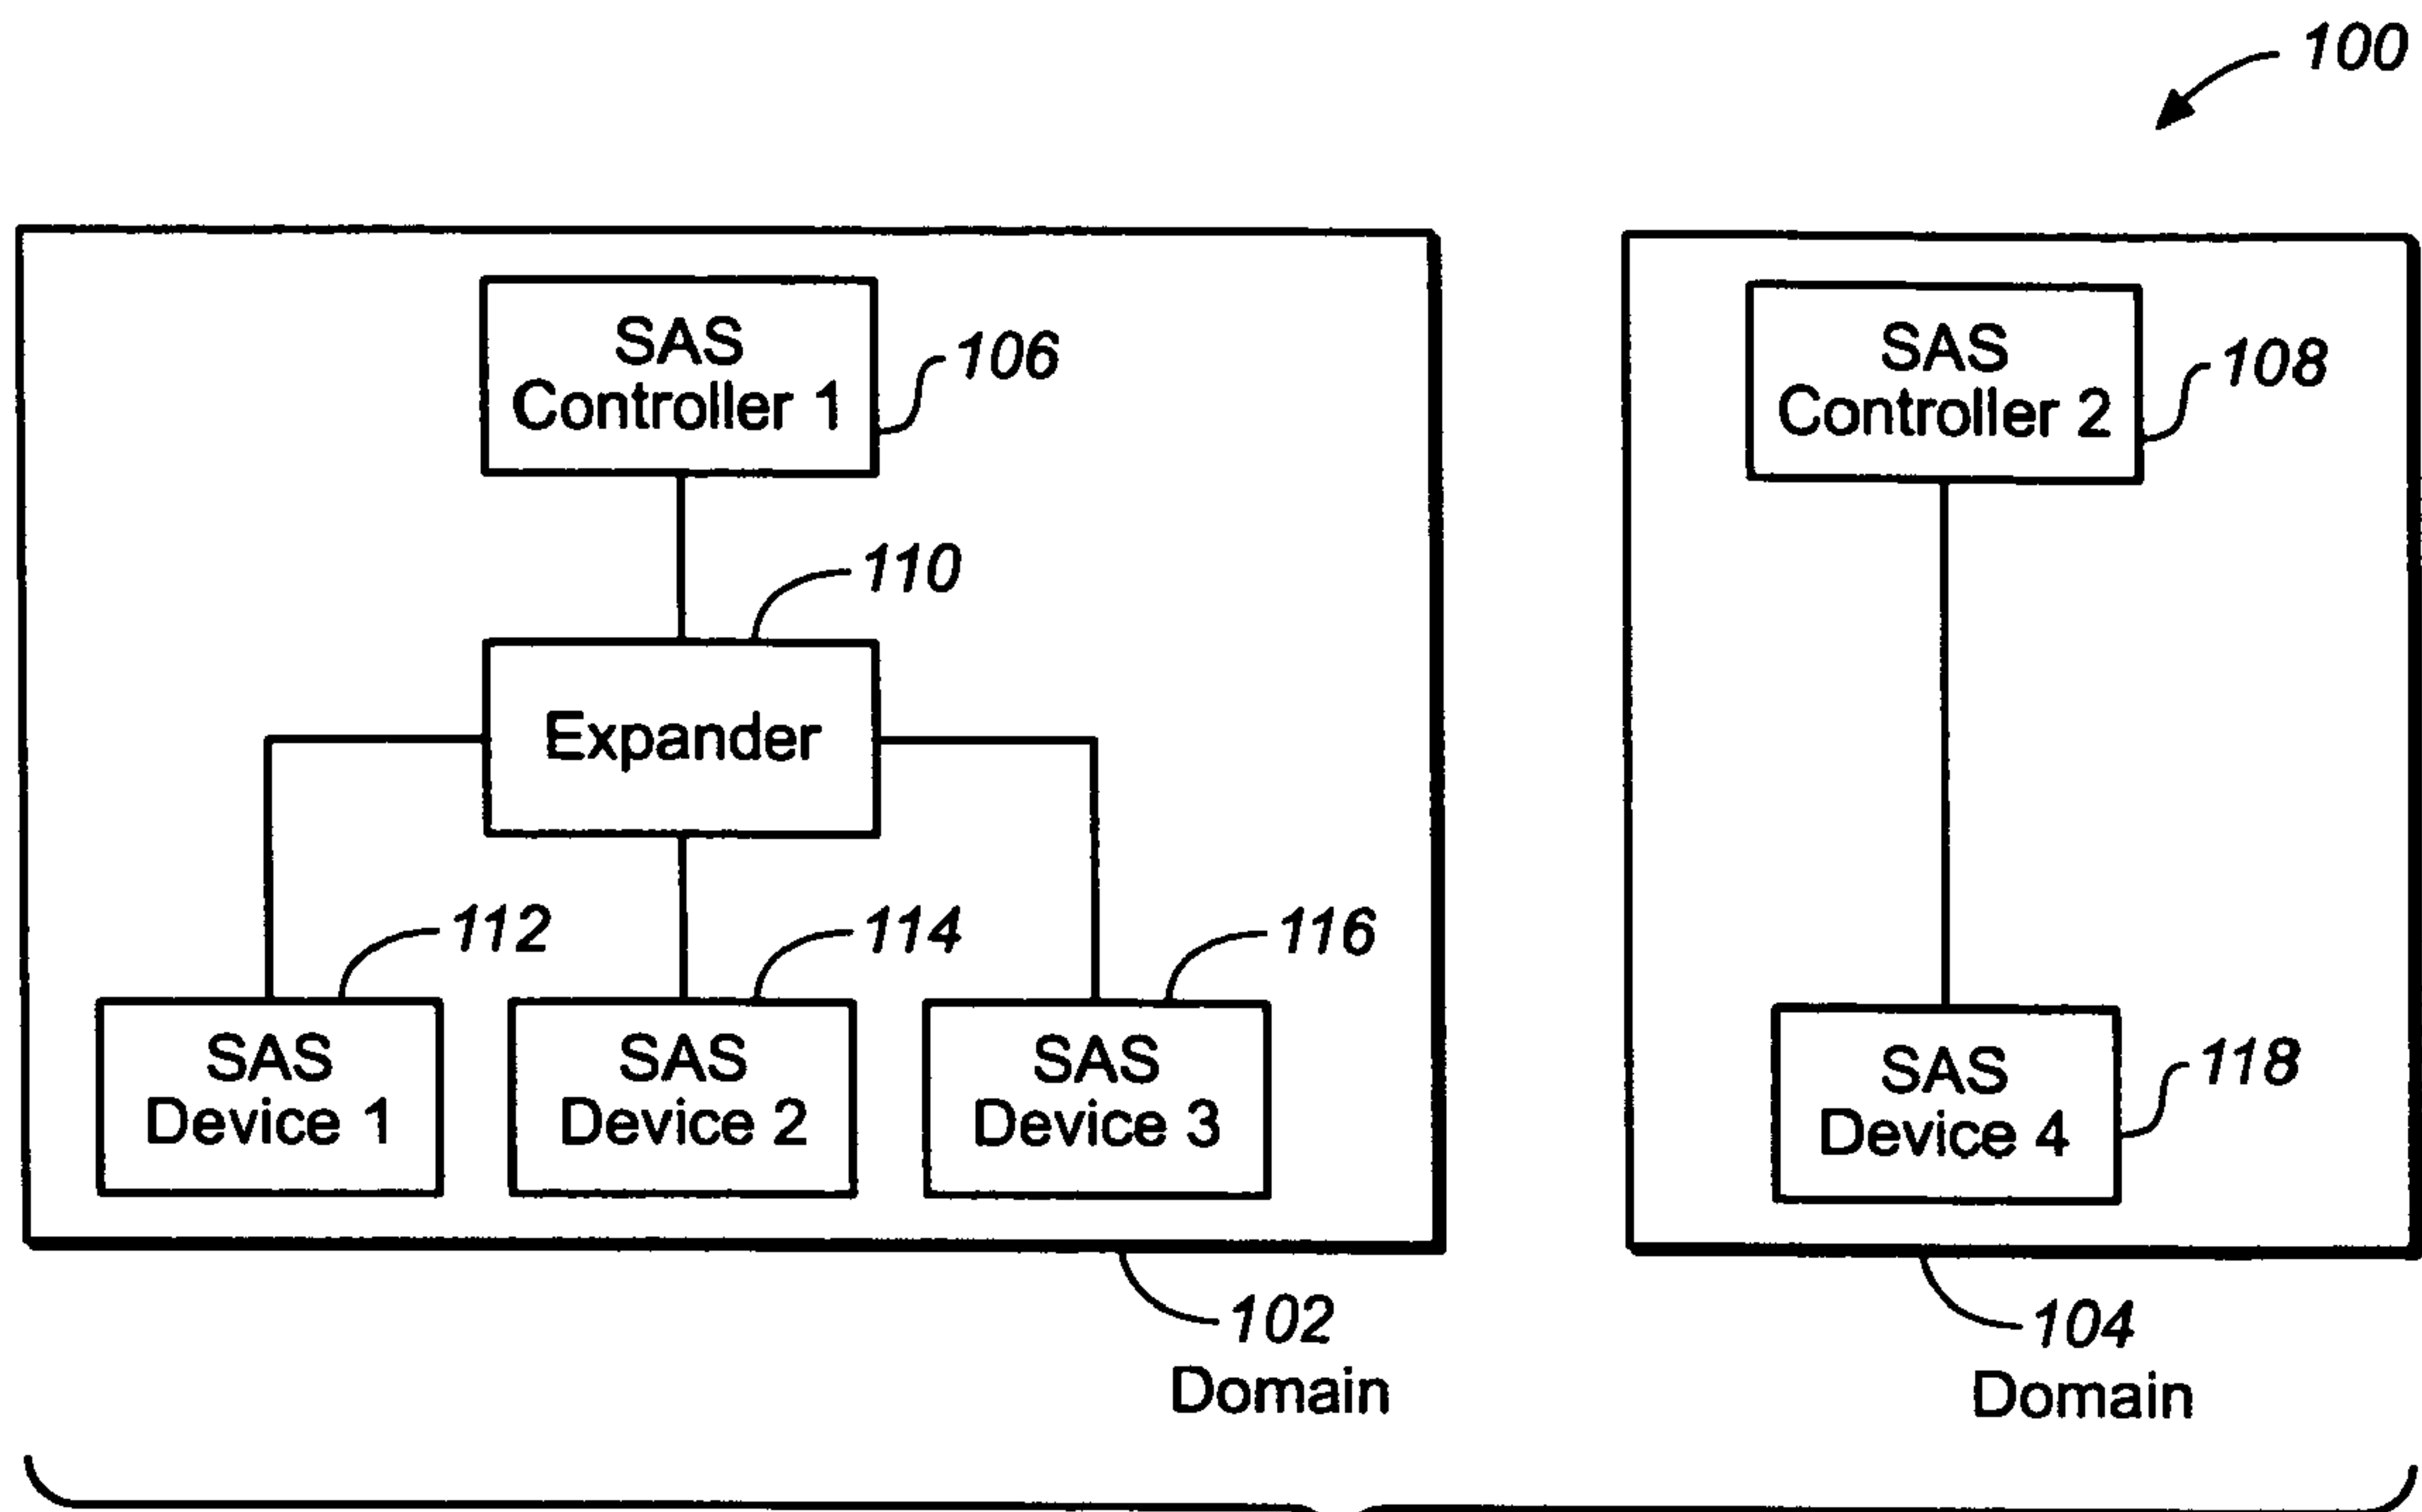 100
SAS
Controller 1
106
SAS
Controller 2
108
110
Expander
112
114
116
SAS
Device 1
SAS
Device 2
SAS
Device 3
SAS
Device 4
118
102
Domain
104
Domain